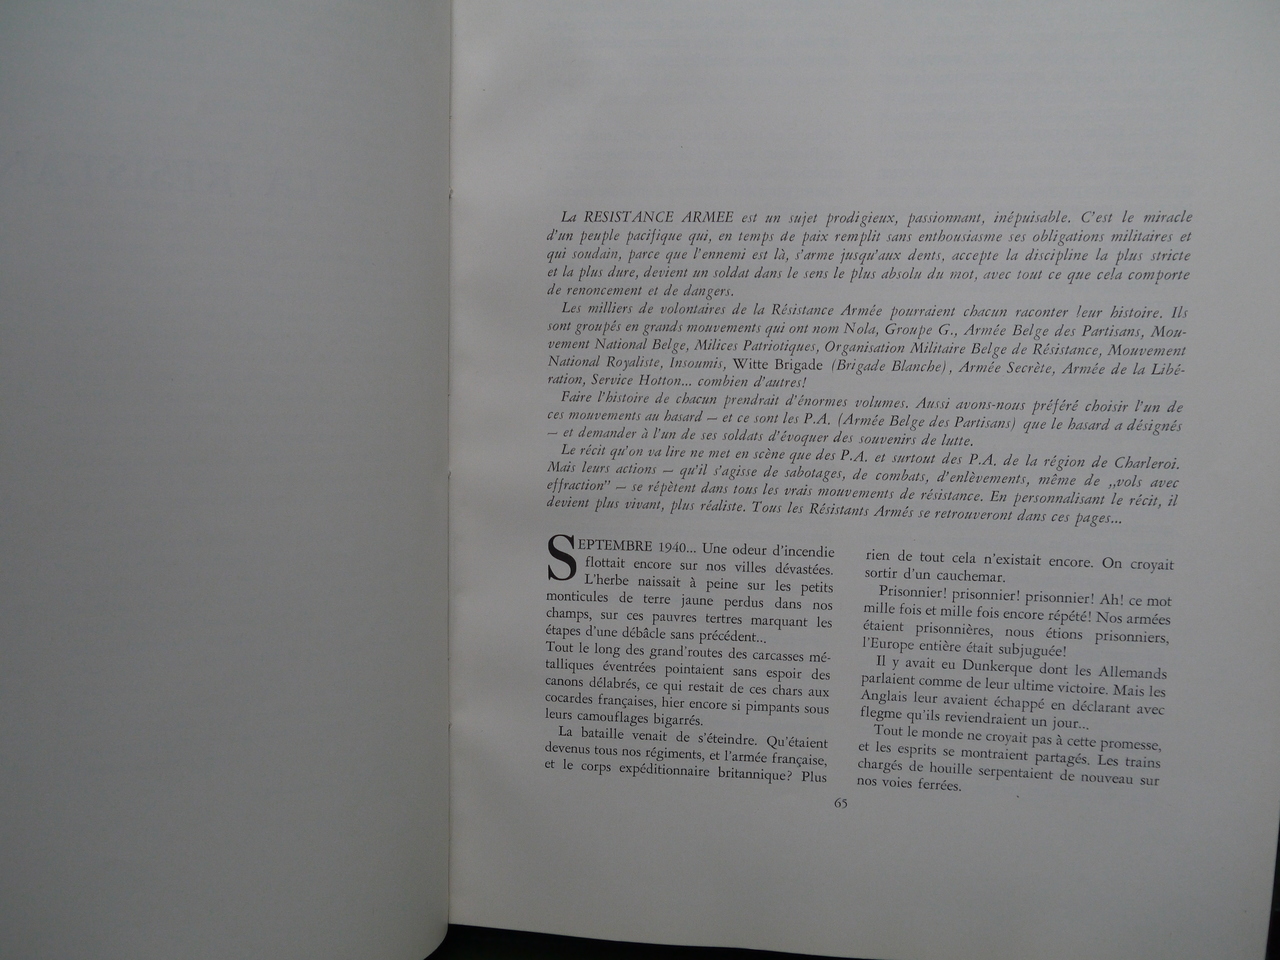 La RESISTANCE ARMEE est un sujet prodigieux, passionnant, inépuisable. C'est le miracle
d'un peuple pacifique qui, en temps de paix remplit sans enthousiasme ses obligations militaires et
qui soudain, parce que l'ennemi est là, s'arme jusqu'aux dents, accepte la discipline la plus stricte
et la plus dure, devient un soldat dans le sens le plus absolu du mot, avec tout ce que cela comporte
de renoncement et de dangers.
Les milliers de volontaires de la Résistance Armée pourraient chacun raconter leur histoire. Ils
sont groupés en grands mouvements qui ont nom Nola, Groupe G., Armée Belge des Partisans, Mou-
vement National Belge, Milices Patriotiques, Organisation Militaire Belge de Résistance, Mouvement
National Royaliste, Insoumis, Witte Brigade (Brigade Blanche), Armée Secrète, Armée de la Libé-
ration, Service Hotton... combien d'autres!
Faire l'histoire de chacun prendrait d'énormes volumes. Aussi avons-nous préféré choisir l'un de
ces mouvements au hasard — et ce sont les P.A. (Armée Belge des Partisans) que le hasard a désignés
— et demander à l'un de ses soldats d'évoquer des souvenirs de lutte.
Le récit qu'on va lire ne met en scène que des P.A. et surtout des P.A. de la région de Charleroi.
Mais leurs actions — qu'il s'agisse de sabotages, de combats, d'enlèvements, même de „vols avec
effraction" — se répètent dans tous les vrais mouvements de résistance. En personnalisant le récit, il
devient plus vivant, plus réaliste. Tous les Résistants Armés se retrouveront dans ces pages...
SEPTEMBRE 1940... Une odeur d'incendie
flottait encore sur nos villes dévastées.
L'herbe naissait à peine sur les petits
monticules de terre jaune perdus dans nos
champs, sur ces pauvres tertres marquant les
étapes d'une débâcle sans précédent...
Tout le long des grand'routes des carcasses mé-
talliques éventrées pointaient sans espoir des
canons délabrés, ce qui restait de ces chars aux
cocardes françaises, hier encore si pimpants sous
leurs camouflages bigarrés.
La bataille venait de s'éteindre. Qu'étaient
devenus tous nos régiments, et l'armée française,
et le corps expéditionnaire britannique? Plus
rien de tout cela n'existait encore. On croyait
sortir d'un cauchemar.
Prisonnier! prisonnier! prisonnier! Ah! ce mot
mille fois et mille fois encore répété! Nos armées
étaient prisonnières, nous étions prisonniers,
l'Europe entière était subjuguée!
Il y avait eu Dunkerque dont les Allemands
parlaient comme de leur ultime victoire. Mais les
Anglais leur avaient échappé en déclarant avec
flegme qu'ils reviendraient un jour...
Tout le monde ne croyait pas à cette promesse,
et les esprits se montraient partagés. Les trains
chargés de houille serpentaient de nouveau sur
nos voies ferrées.
65